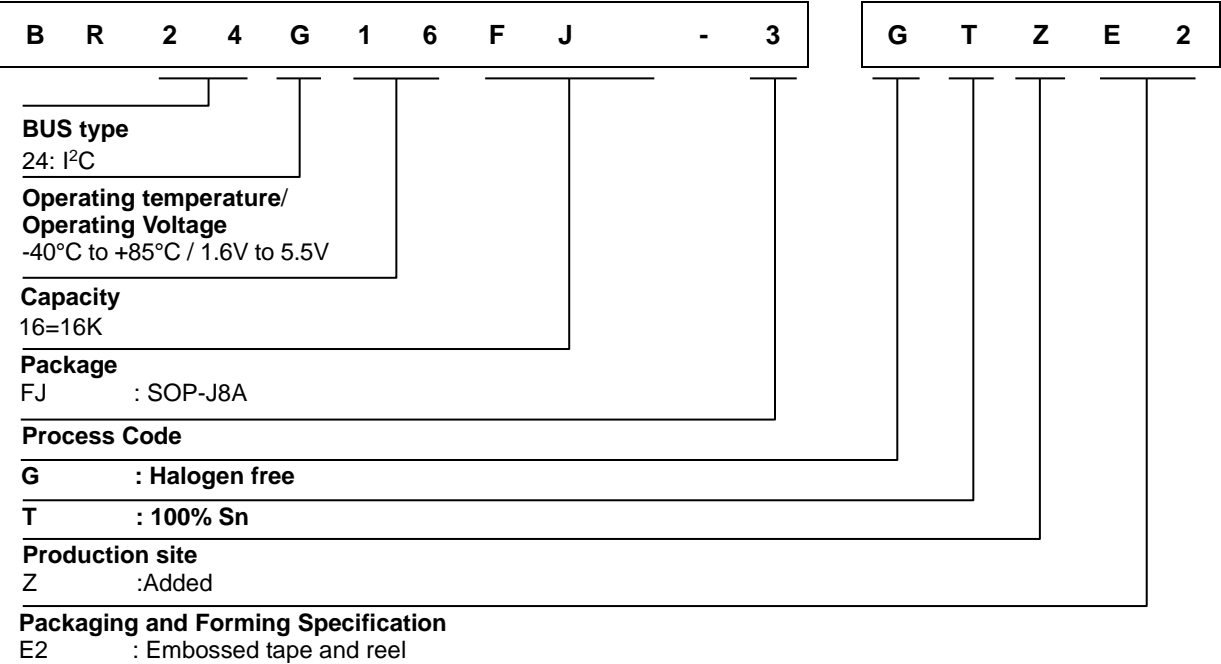 B R 2 4 G 1 6 F J - 3 G T Z E 2
BUS type
24: I²C
Operating temperature/
Operating Voltage
-40°C to +85°C / 1.6V to 5.5V
Capacity
16=16K
Package
FJ : SOP-J8A
Process Code
G : Halogen free
T : 100% Sn
Production site
Z :Added
Packaging and Forming Specification
E2 : Embossed tape and reel